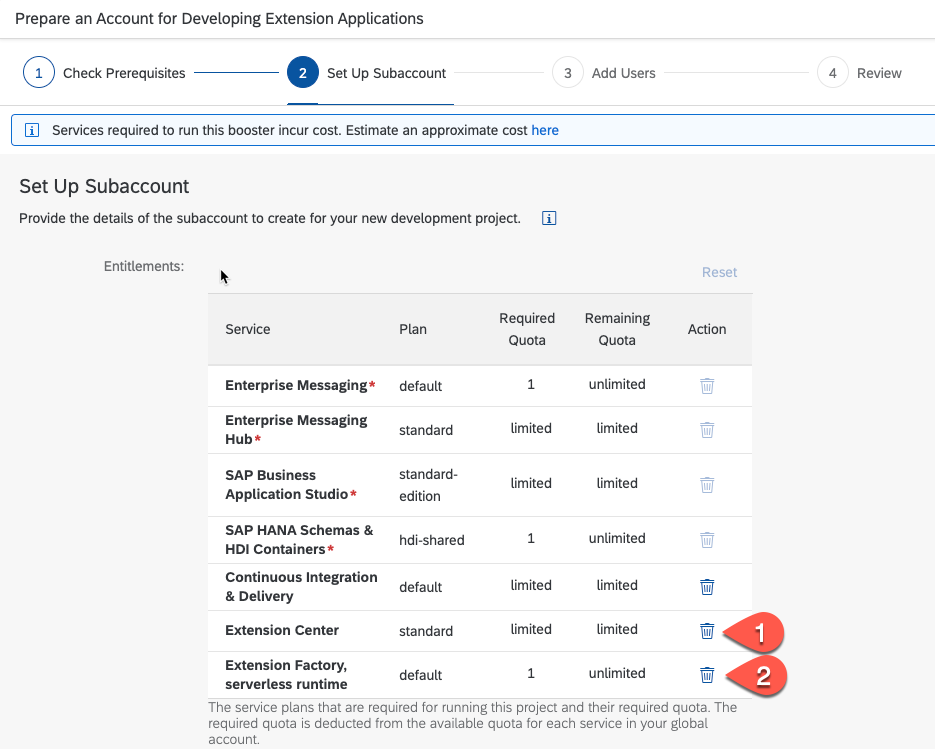 Prepare an Account for Developing Extension Applications
1 Check Prerequisites 2 Set Up Subaccount 3 Add Users 4 Review
Services required to run this booster incur cost. Estimate an approximate cost here
Set Up Subaccount
Provide the details of the subaccount to create for your new development project.
Entitlements:
Reset
Service Plan Required Quota Remaining Quota Action
Enterprise Messaging* default 1 unlimited
Enterprise Messaging Hub* standard limited limited
SAP Business Application Studio* standard-edition limited limited
SAP HANA Schemas & HDI Containers* hdi-shared 1 unlimited
Continuous Integration & Delivery default limited limited
Extension Center standard limited limited 1
Extension Factory, serverless runtime default 1 unlimited 2
The service plans that are required for running this project and their required quota. The
required quota is deducted from the available quota for each service in your global
account.